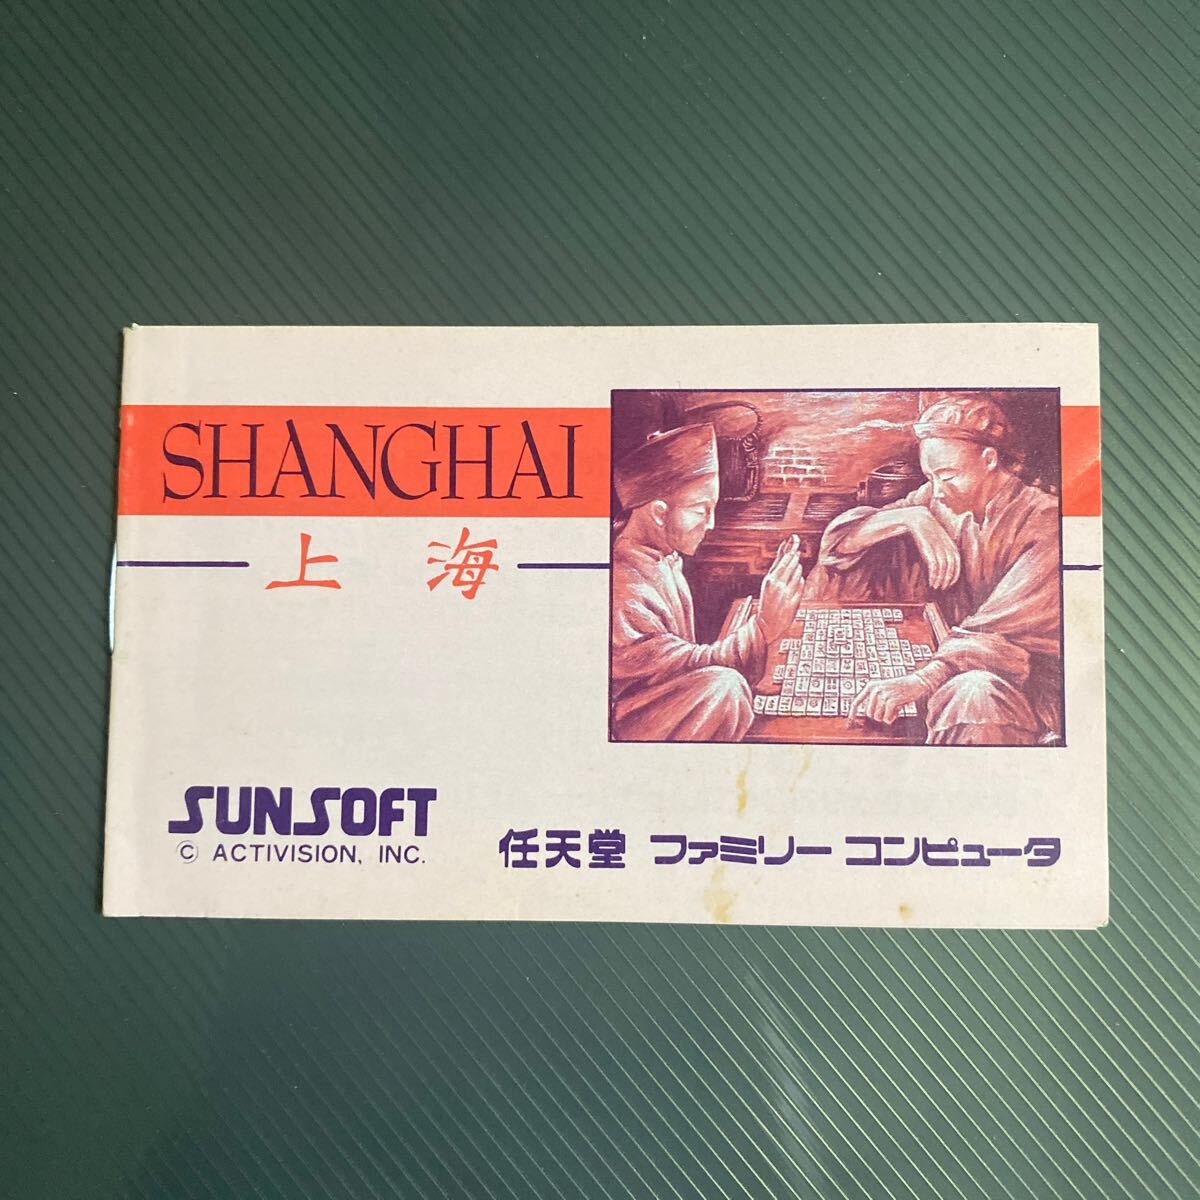 SHANGHAI
上 海
SUNSOFT
© ACTIVISION, INC.
任天堂 ファミリー コンピュータ